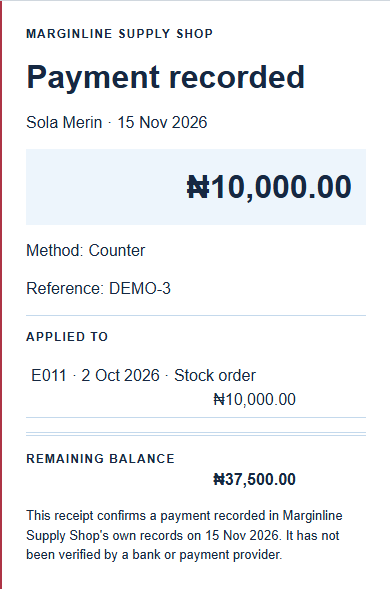 MARGINLINE SUPPLY SHOP
Payment recorded
Sola Merin · 15 Nov 2026
₦10,000.00
Method: Counter
Reference: DEMO-3
APPLIED TO
E011 · 2 Oct 2026 · Stock order
₦10,000.00
REMAINING BALANCE
₦37,500.00
This receipt confirms a payment recorded in Marginline
Supply Shop's own records on 15 Nov 2026. It has not
been verified by a bank or payment provider.